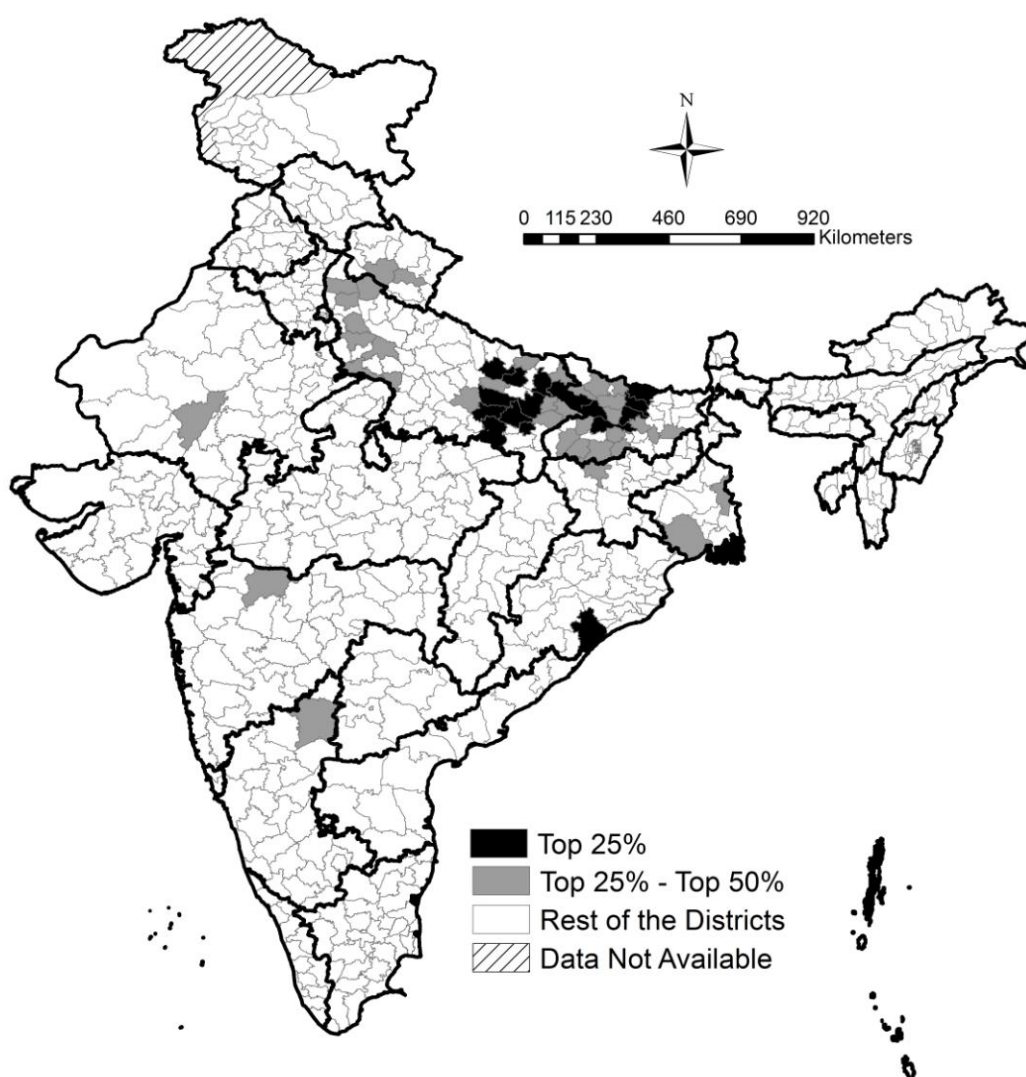 N
0 115 230 460 690 920
Kilometers
Top 25%
Top 25% - Top 50%
Rest of the Districts
Data Not Available